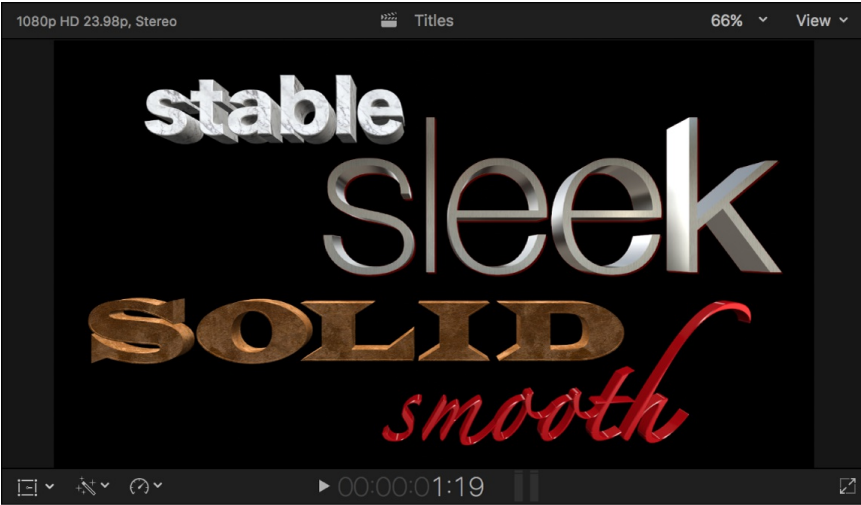 1080p HD 23.98p, Stereo Titles 66% View
stable
sleek
SOLID
smooth
00:00:01:19